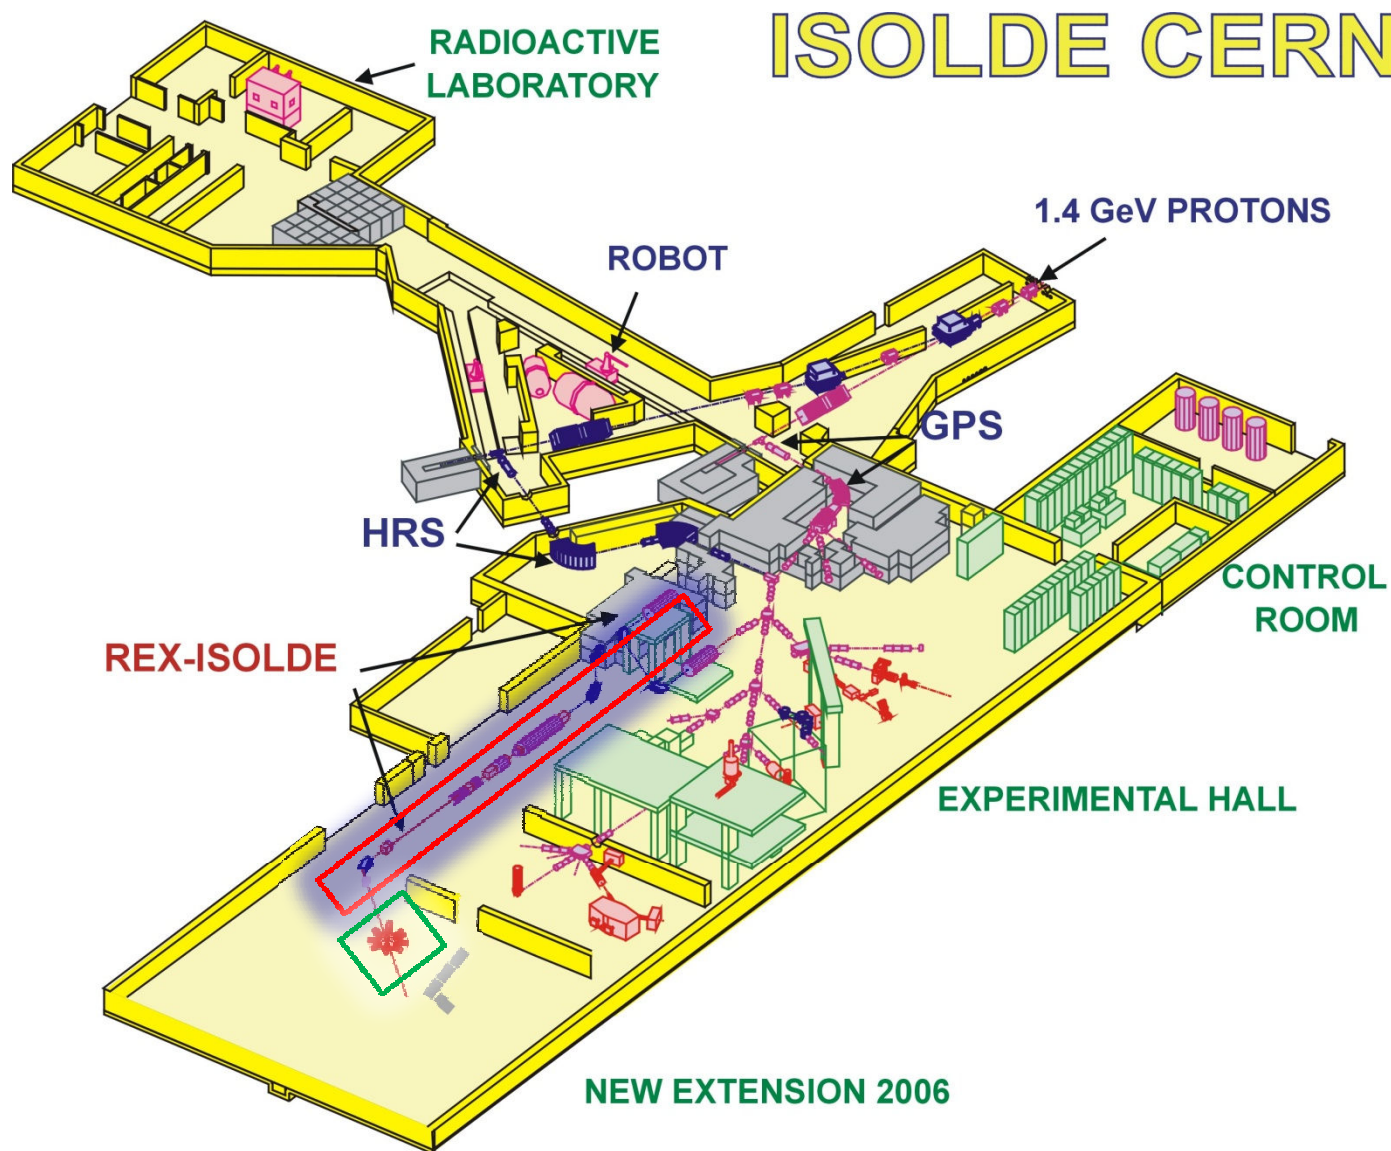 ISOLDE CERN
RADIOACTIVE
LABORATORY
1.4 GeV PROTONS
ROBOT
GPS
HRS
CONTROL
ROOM
REX-ISOLDE
EXPERIMENTAL HALL
NEW EXTENSION 2006